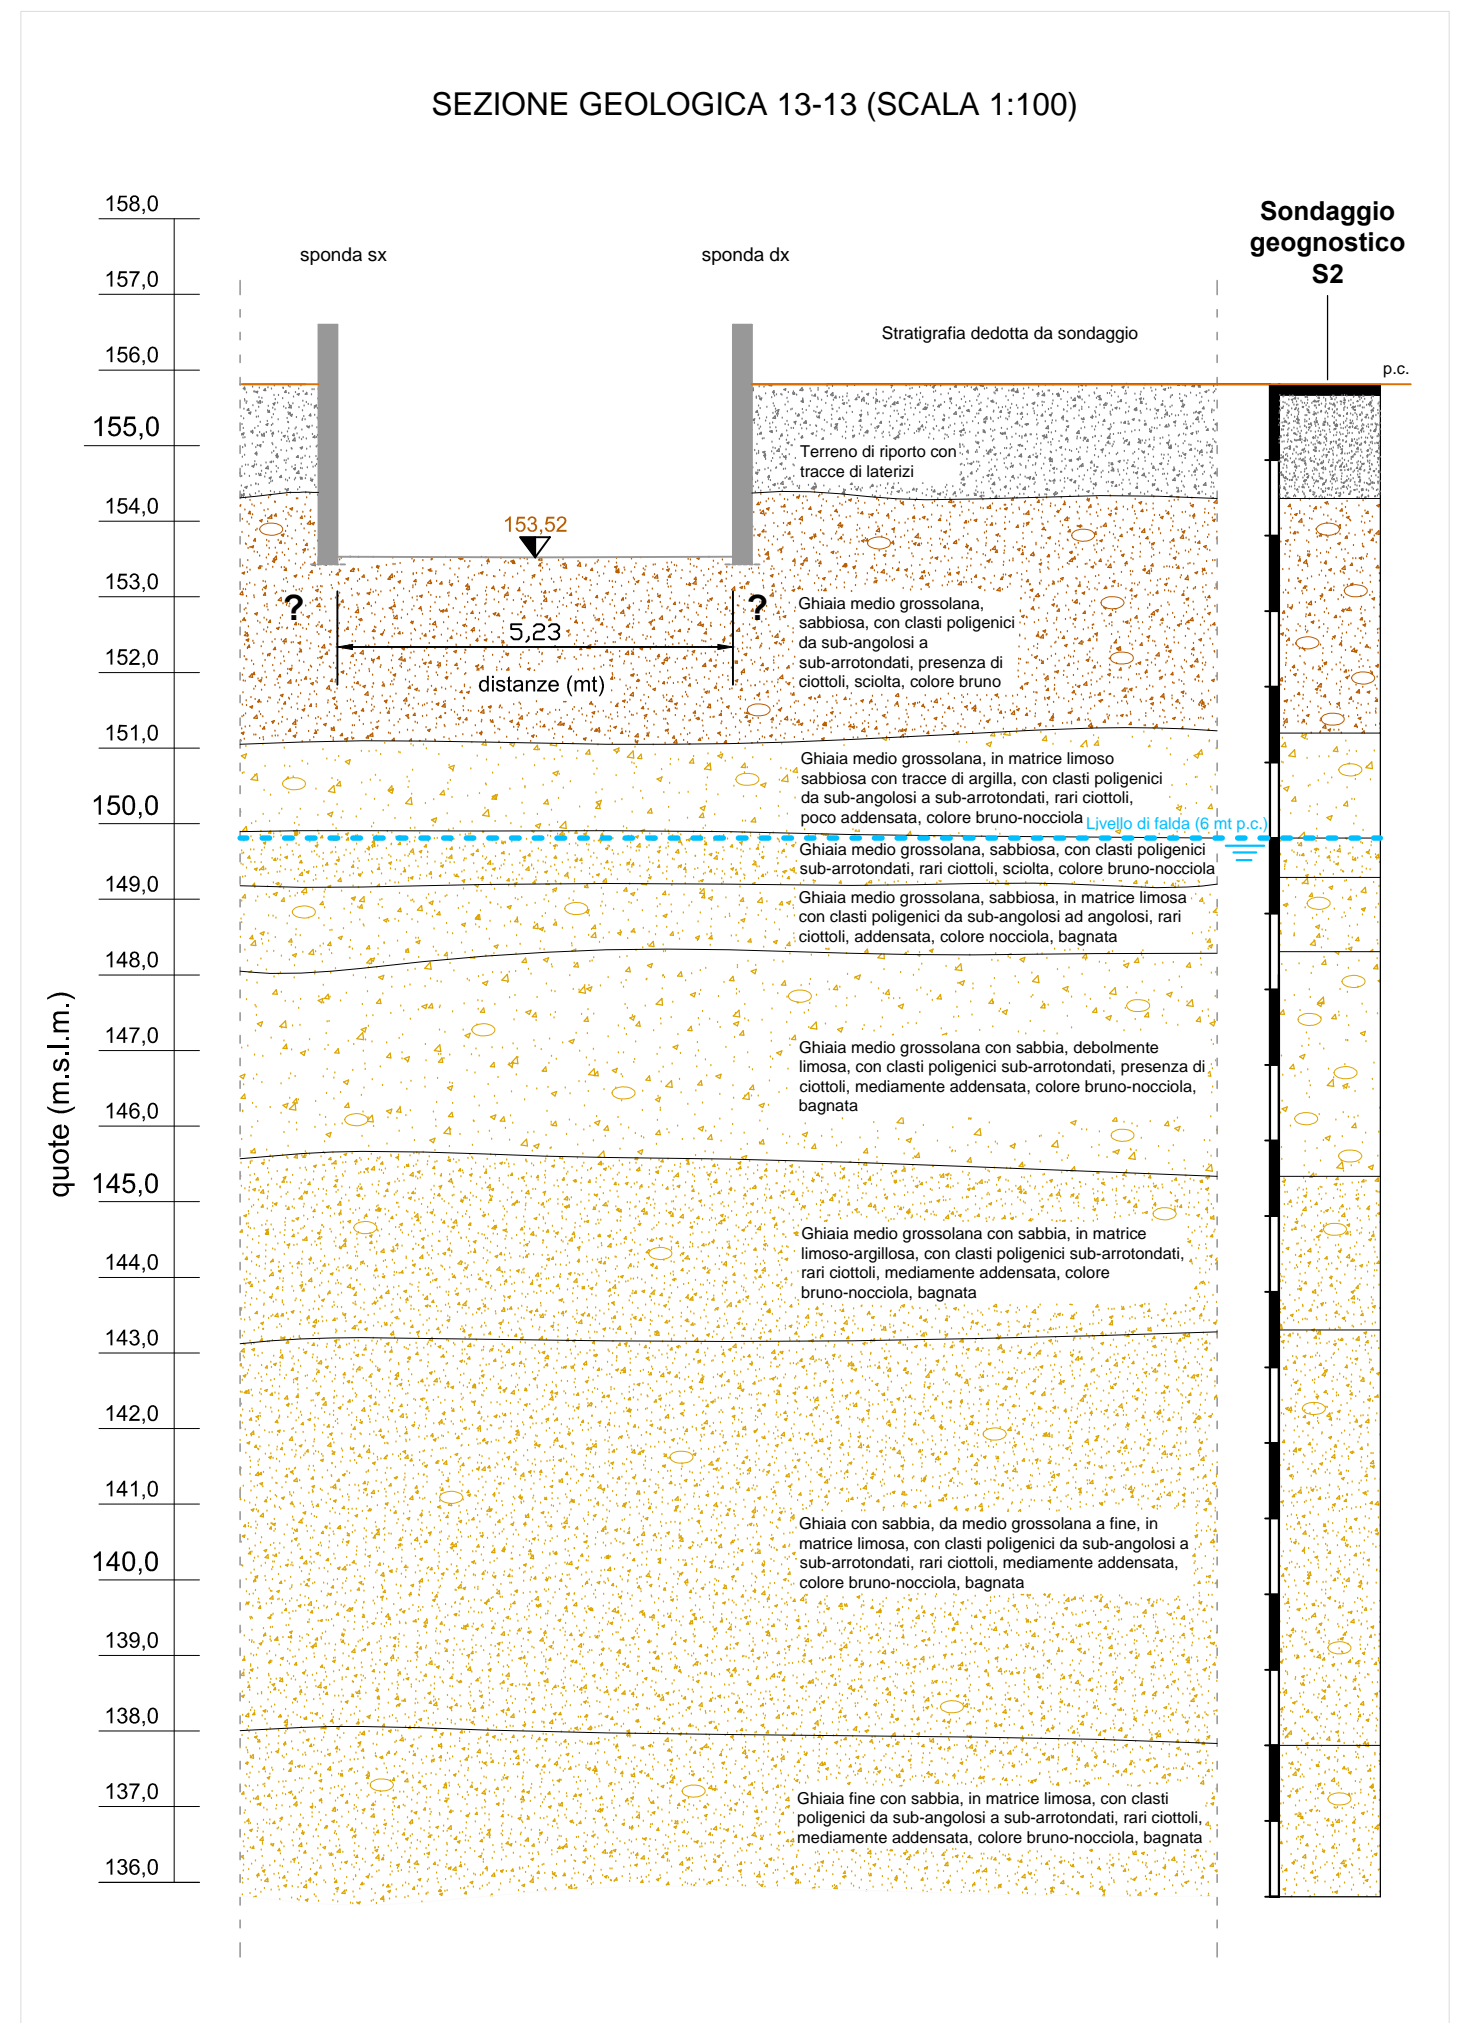 SEZIONE GEOLOGICA 13-13 (SCALA 1:100)
158,0
157,0
156,0
155,0
154,0
153,0
152,0
151,0
150,0
149,0
148,0
147,0
146,0
145,0
144,0
143,0
142,0
141,0
140,0
139,0
138,0
137,0
136,0
quote (m.s.l.m.)
sponda sx
sponda dx
Stratigrafia dedotta da sondaggio
Sondaggio
geognostico
S2
p.c.
Terreno di riporto con
tracce di laterizi
153,52
?
?
5,23
distanze (mt)
Ghiaia medio grossolana,
sabbiosa, con clasti poligenici
da sub-angolosi a
sub-arrotondati, presenza di
ciottoli, sciolta, colore bruno
Ghiaia medio grossolana, in matrice limoso
sabbiosa con tracce di argilla, con clasti poligenici
da sub-angolosi a sub-arrotondati, rari ciottoli,
poco addensata, colore bruno-nocciola
Livello di falda (6 mt p.c.)
Ghiaia medio grossolana, sabbiosa, con clasti poligenici
sub-arrotondati, rari ciottoli, sciolta, colore bruno-nocciola
Ghiaia medio grossolana, sabbiosa, in matrice limosa
con clasti poligenici da sub-angolosi ad angolosi, rari
ciottoli, addensata, colore nocciola, bagnata
Ghiaia medio grossolana con sabbia, debolmente
limosa, con clasti poligenici sub-arrotondati, presenza di
ciottoli, mediamente addensata, colore bruno-nocciola,
bagnata
Ghiaia medio grossolana con sabbia, in matrice
limoso-argillosa, con clasti poligenici sub-arrotondati,
rari ciottoli, mediamente addensata, colore
bruno-nocciola, bagnata
Ghiaia con sabbia, da medio grossolana a fine, in
matrice limosa, con clasti poligenici da sub-angolosi a
sub-arrotondati, rari ciottoli, mediamente addensata,
colore bruno-nocciola, bagnata
Ghiaia fine con sabbia, in matrice limosa, con clasti
poligenici da sub-angolosi a sub-arrotondati, rari ciottoli,
mediamente addensata, colore bruno-nocciola, bagnata